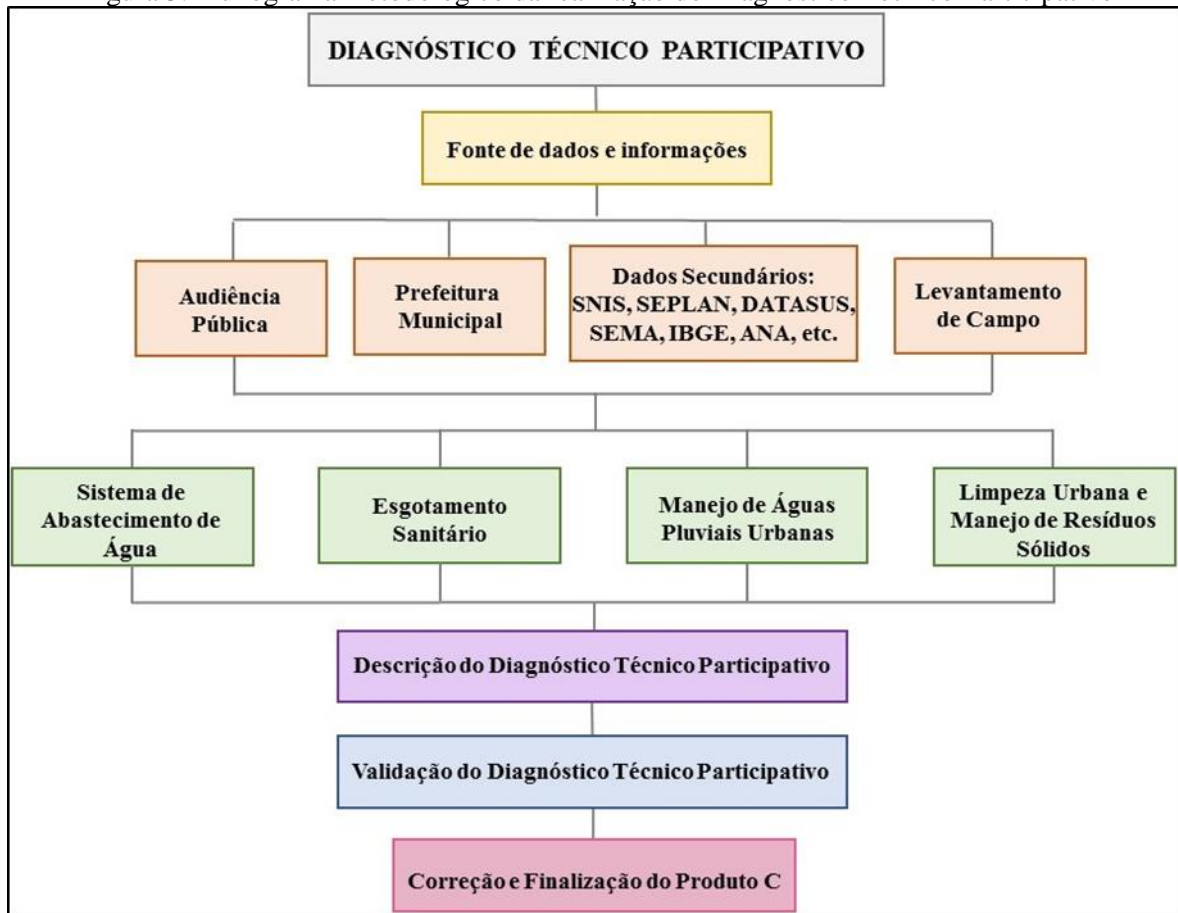 DIAGNÓSTICO TÉCNICO PARTICIPATIVO
Fonte de dados e informações
Audiência
Pública
Prefeitura
Municipal
Dados Secundários:
SNIS, SEPLAN, DATASUS,
SEMA, IBGE, ANA, etc.
Levantamento
de Campo
Sistema de
Abastecimento de
Água
Esgotamento
Sanitário
Manejo de Águas
Pluviais Urbanas
Limpeza Urbana e
Manejo de Resíduos
Sólidos
Descrição do Diagnóstico Técnico Participativo
Validação do Diagnóstico Técnico Participativo
Correção e Finalização do Produto C